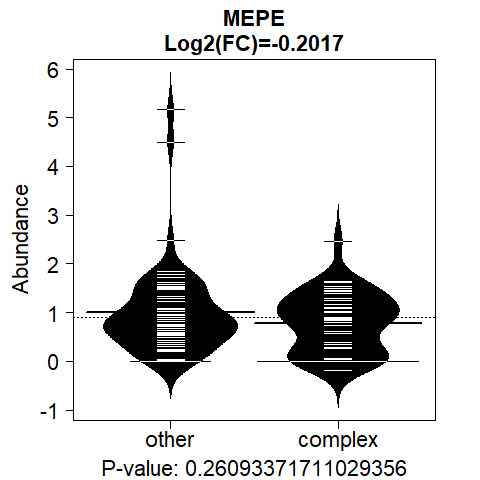 MEPE
Log2(FC)=-0.2017
6
5
4
3
2
1
0
-1
Abundance
other complex
P-value: 0.26093371711029356